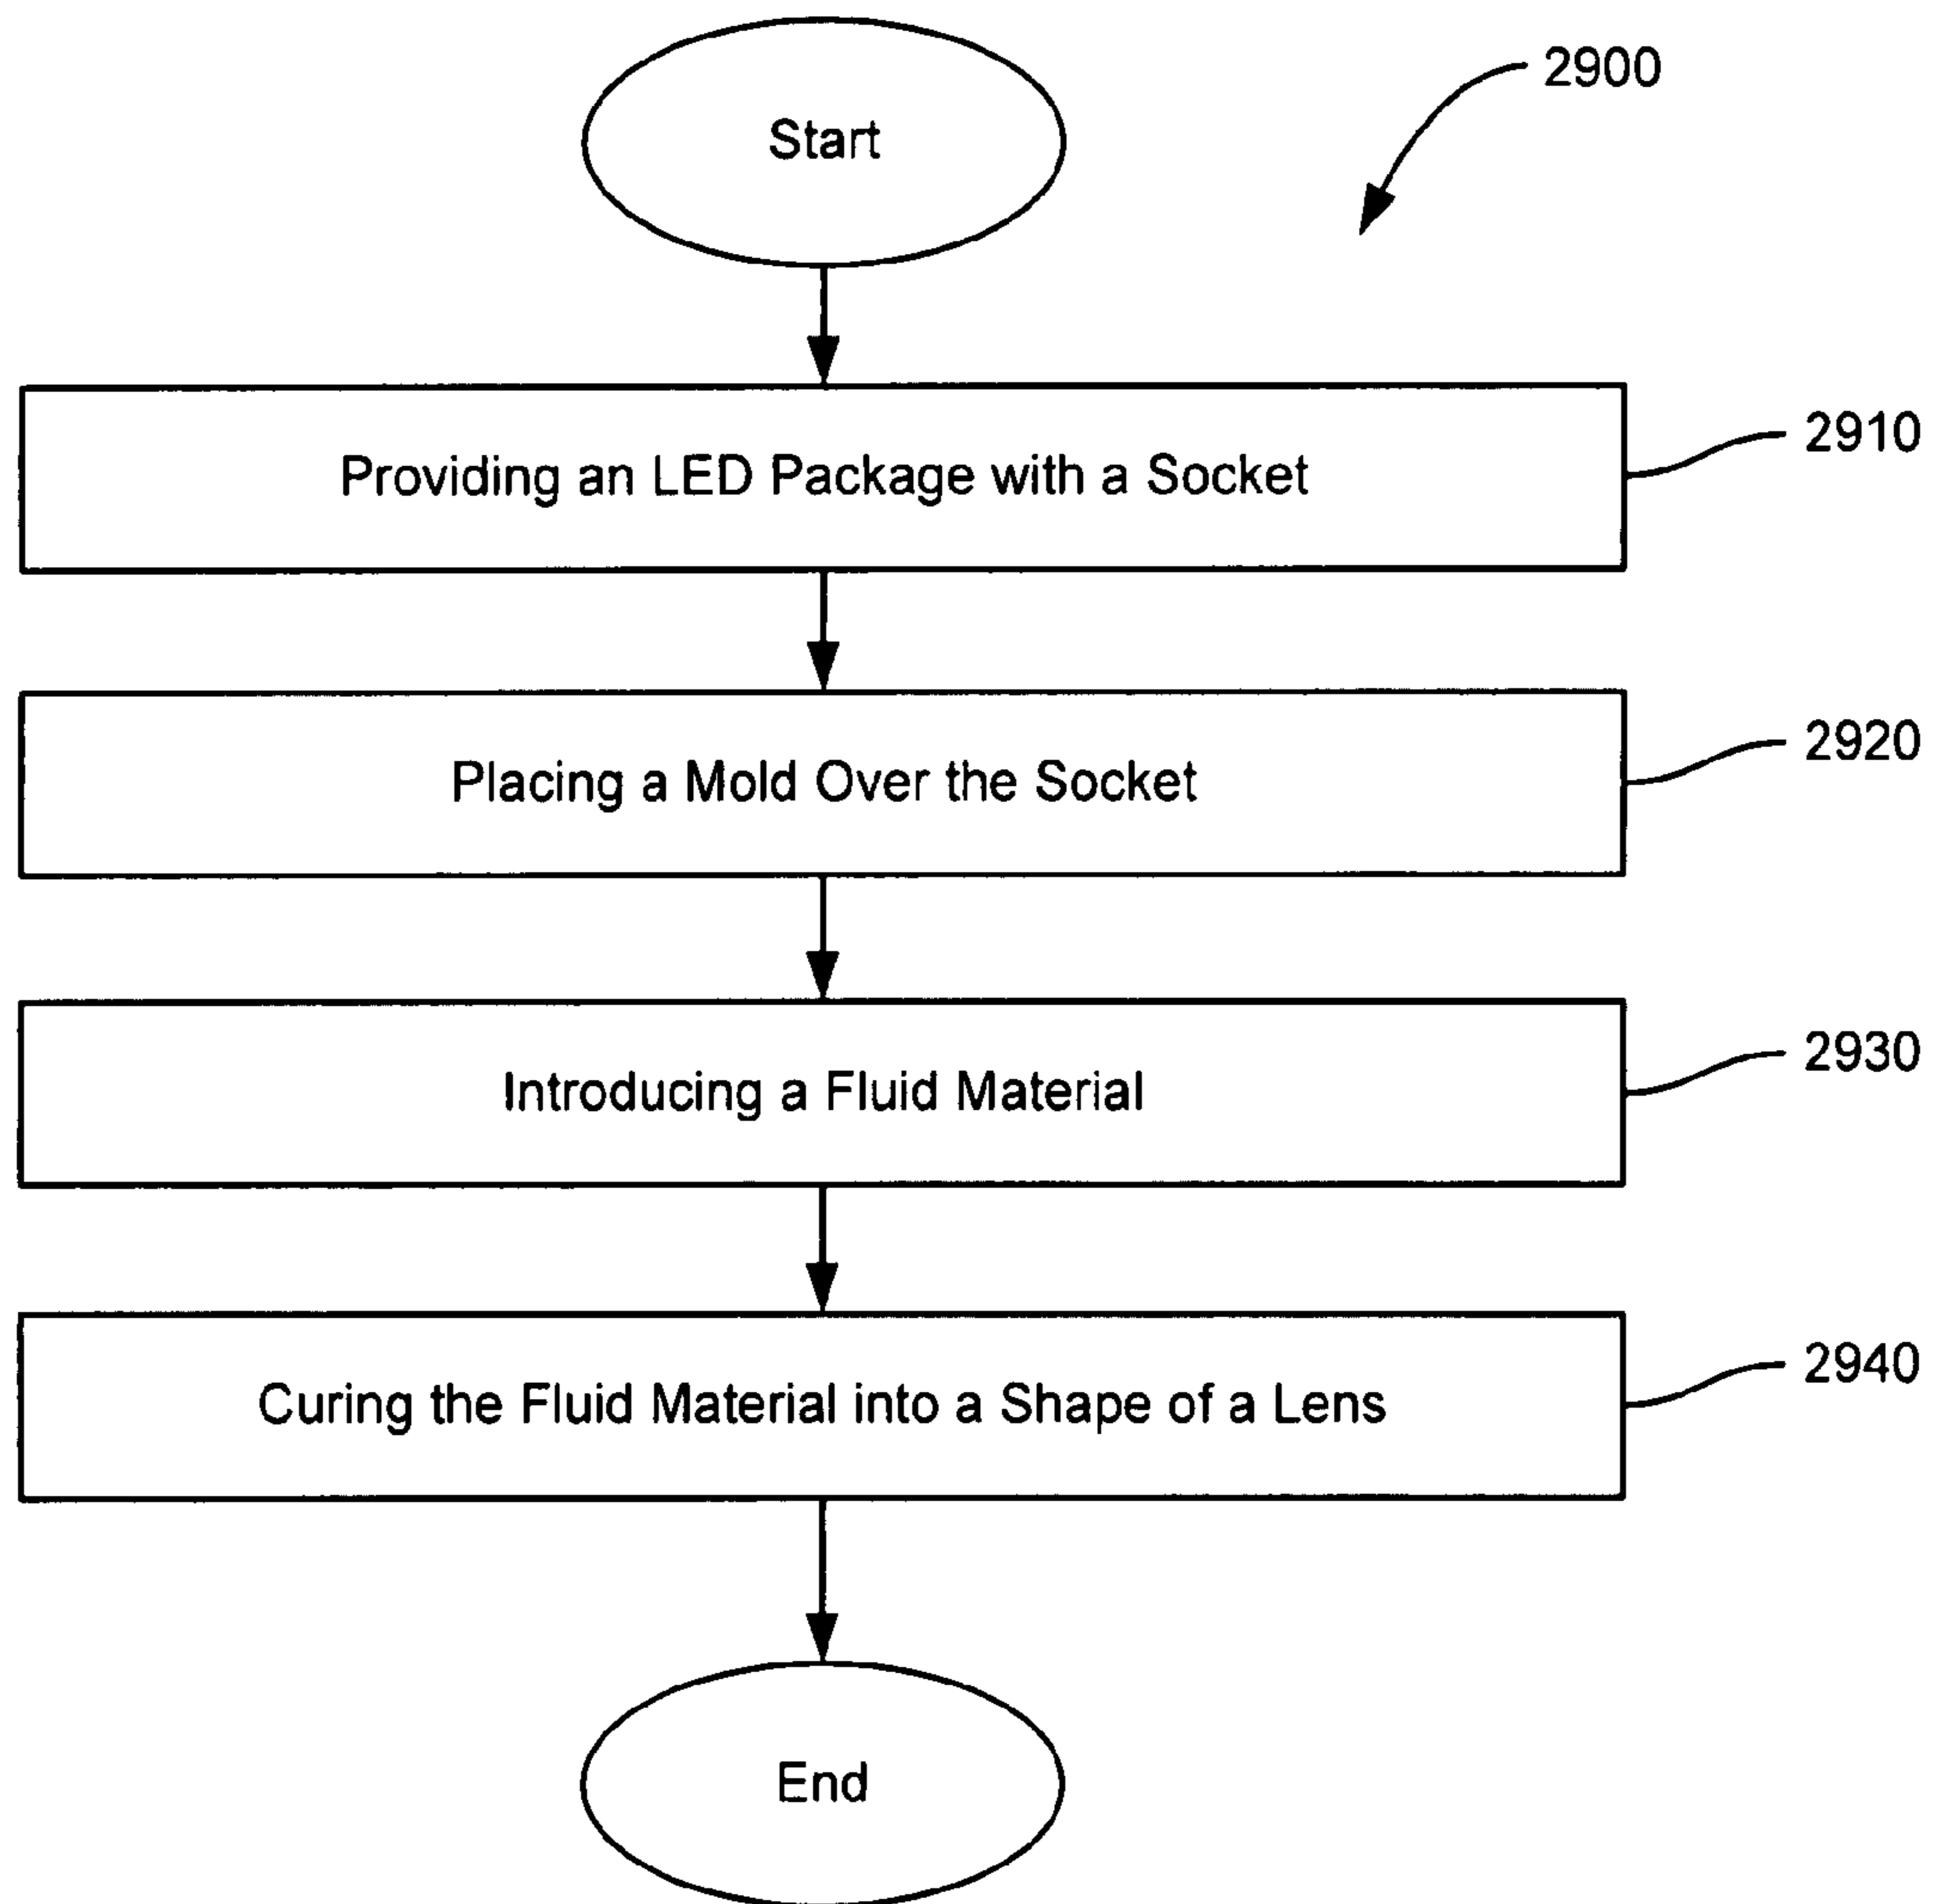 Start
2900
Providing an LED Package with a Socket
2910
Placing a Mold Over the Socket
2920
Introducing a Fluid Material
2930
Curing the Fluid Material into a Shape of a Lens
2940
End